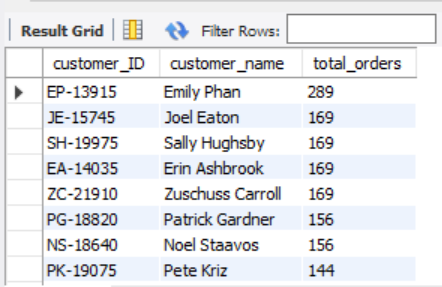 Result Grid Filter Rows:
customer_ID customer_name total_orders
EP-13915 Emily Phan 289
JE-15745 Joel Eaton 169
SH-19975 Sally Hughsby 169
EA-14035 Erin Ashbrook 169
ZC-21910 Zuschuss Carroll 169
PG-18820 Patrick Gardner 156
NS-18640 Noel Staavos 156
PK-19075 Pete Kriz 144